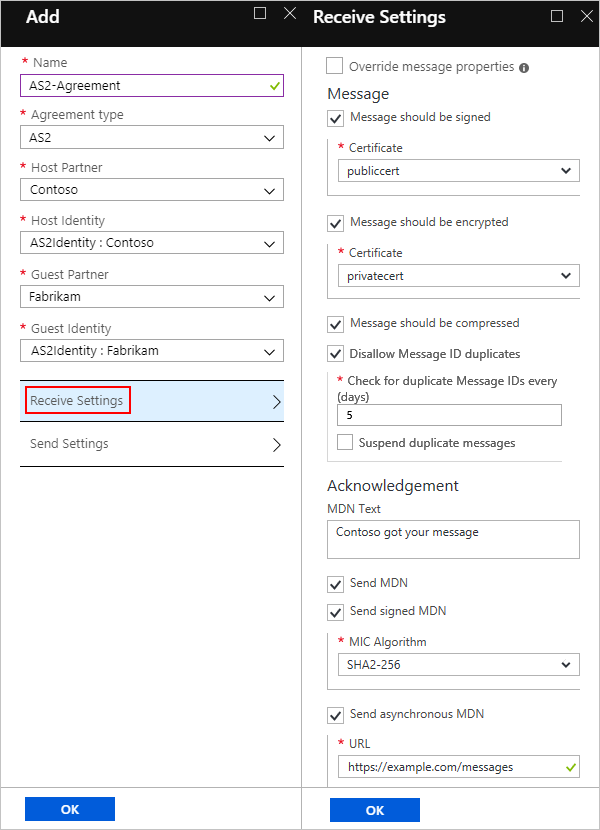 Add
* Name
AS2-Agreement
* Agreement type
AS2
* Host Partner
Contoso
* Host Identity
AS2Identity : Contoso
* Guest Partner
Fabrikam
* Guest Identity
AS2Identity : Fabrikam
Receive Settings
Send Settings
OK
Receive Settings
Override message properties
Message
Message should be signed
* Certificate
publiccert
Message should be encrypted
* Certificate
privatecert
Message should be compressed
Disallow Message ID duplicates
* Check for duplicate Message IDs every
(days)
5
Suspend duplicate messages
Acknowledgement
MDN Text
Contoso got your message
Send MDN
Send signed MDN
* MIC Algorithm
SHA2-256
Send asynchronous MDN
* URL
https://example.com/messages
OK